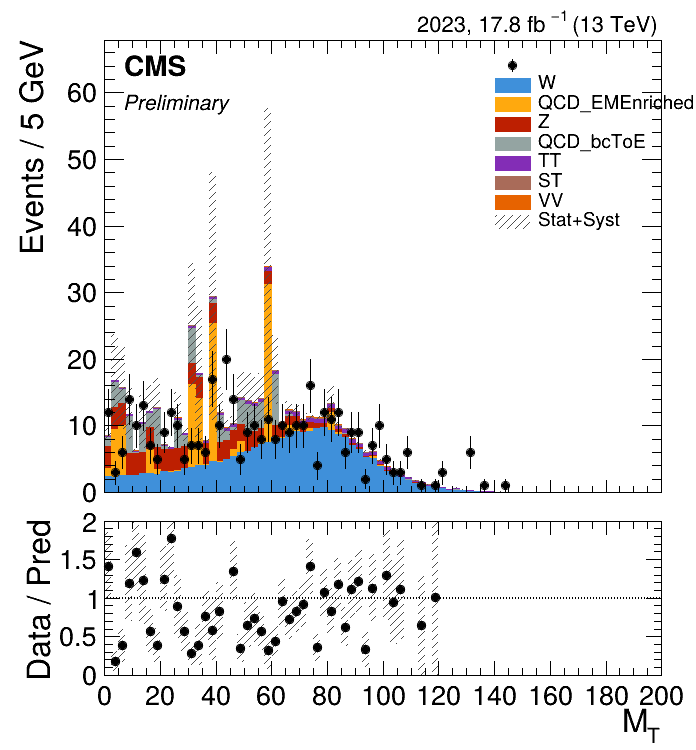 2023, 17.8 fb⁻¹ (13 TeV)
CMS
Preliminary
W
QCD_EMEnriched
Z
QCD_bcToE
TT
ST
VV
Stat+Syst
Events / 5 GeV
60
50
40
30
20
10
0
Data / Pred
2
1.5
1
0.5
0
0 20 40 60 80 100 120 140 160 180 200
M_T